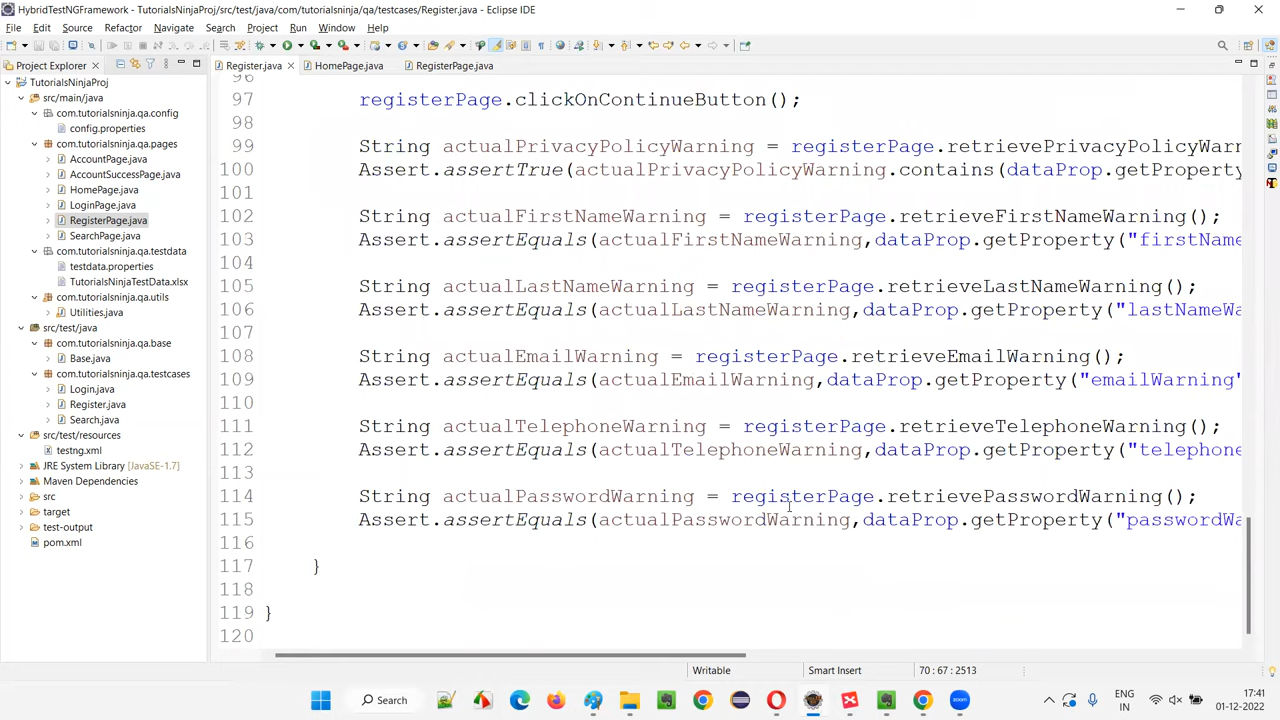 HybridTestNGFramework - TutorialsNinjaProj/src/test/java/com/tutorialsninja/qa/testcases/Register.java - Eclipse IDE
File Edit Source Refactor Navigate Search Project Run Window Help
Project Explorer
TutorialsNinjaProj
src/main/java
com.tutorialsninja.qa.config
config.properties
com.tutorialsninja.qa.pages
AccountPage.java
AccountSuccessPage.java
HomePage.java
LoginPage.java
RegisterPage.java
SearchPage.java
com.tutorialsninja.qa.testdata
testdata.properties
TutorialsNinjaTestData.xlsx
com.tutorialsninja.qa.utils
Utilities.java
src/test/java
com.tutorialsninja.qa.base
Base.java
com.tutorialsninja.qa.testcases
Login.java
Register.java
Search.java
src/test/resources
testng.xml
JRE System Library [JavaSE-1.7]
Maven Dependencies
src
target
test-output
pom.xml
Register.java HomePage.java RegisterPage.java
96
97 registerPage.clickOnContinueButton();
98
99 String actualPrivacyPolicyWarning = registerPage.retrievePrivacyPolicyWarn
100 Assert.assertTrue(actualPrivacyPolicyWarning.contains(dataProp.getProperty
101
102 String actualFirstNameWarning = registerPage.retrieveFirstNameWarning();
103 Assert.assertEquals(actualFirstNameWarning,dataProp.getProperty("firstName
104
105 String actualLastNameWarning = registerPage.retrieveLastNameWarning();
106 Assert.assertEquals(actualLastNameWarning,dataProp.getProperty("lastNameWa
107
108 String actualEmailWarning = registerPage.retrieveEmailWarning();
109 Assert.assertEquals(actualEmailWarning,dataProp.getProperty("emailWarning"
110
111 String actualTelephoneWarning = registerPage.retrieveTelephoneWarning();
112 Assert.assertEquals(actualTelephoneWarning,dataProp.getProperty("telephone
113
114 String actualPasswordWarning = registerPage.retrievePasswordWarning();
115 Assert.assertEquals(actualPasswordWarning,dataProp.getProperty("passwordWa
116
117 }
118
119 }
120
Writable Smart Insert 70 : 67 : 2513
Search
ENG
IN
17:41
01-12-2022